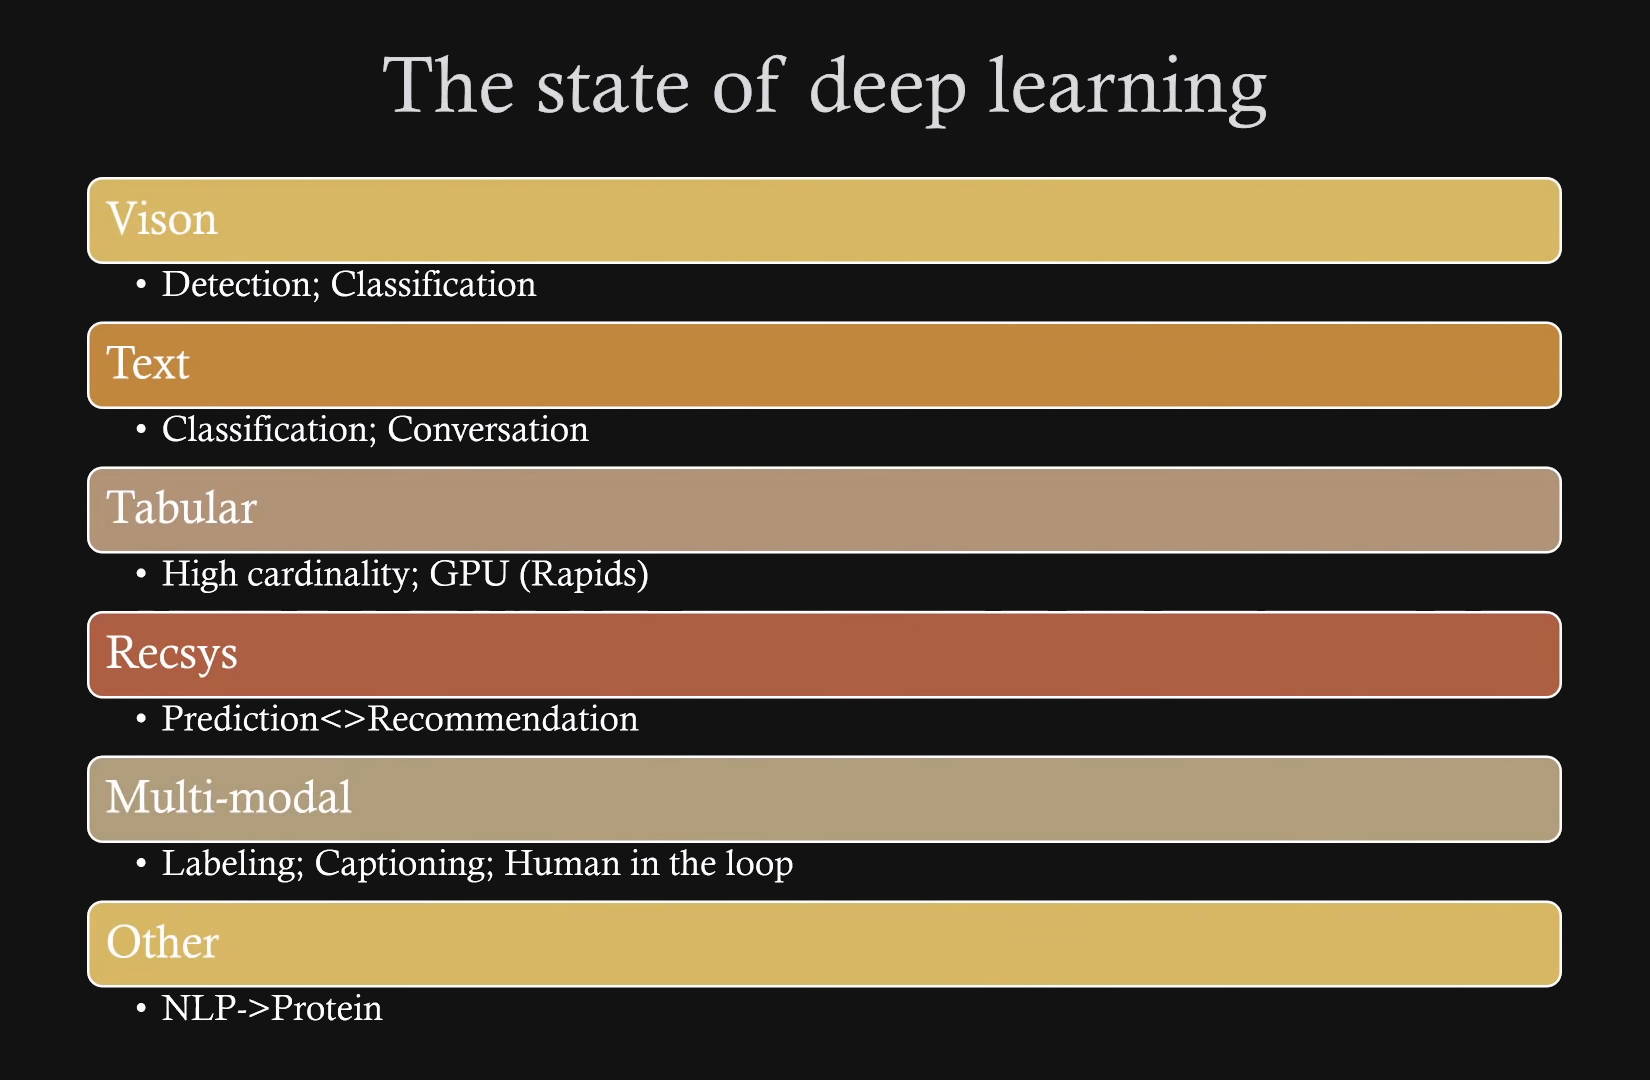 The state of deep learning
Vison
• Detection; Classification
Text
• Classification; Conversation
Tabular
• High cardinality; GPU (Rapids)
Recsys
• Prediction<>Recommendation
Multi-modal
• Labeling; Captioning; Human in the loop
Other
• NLP->Protein